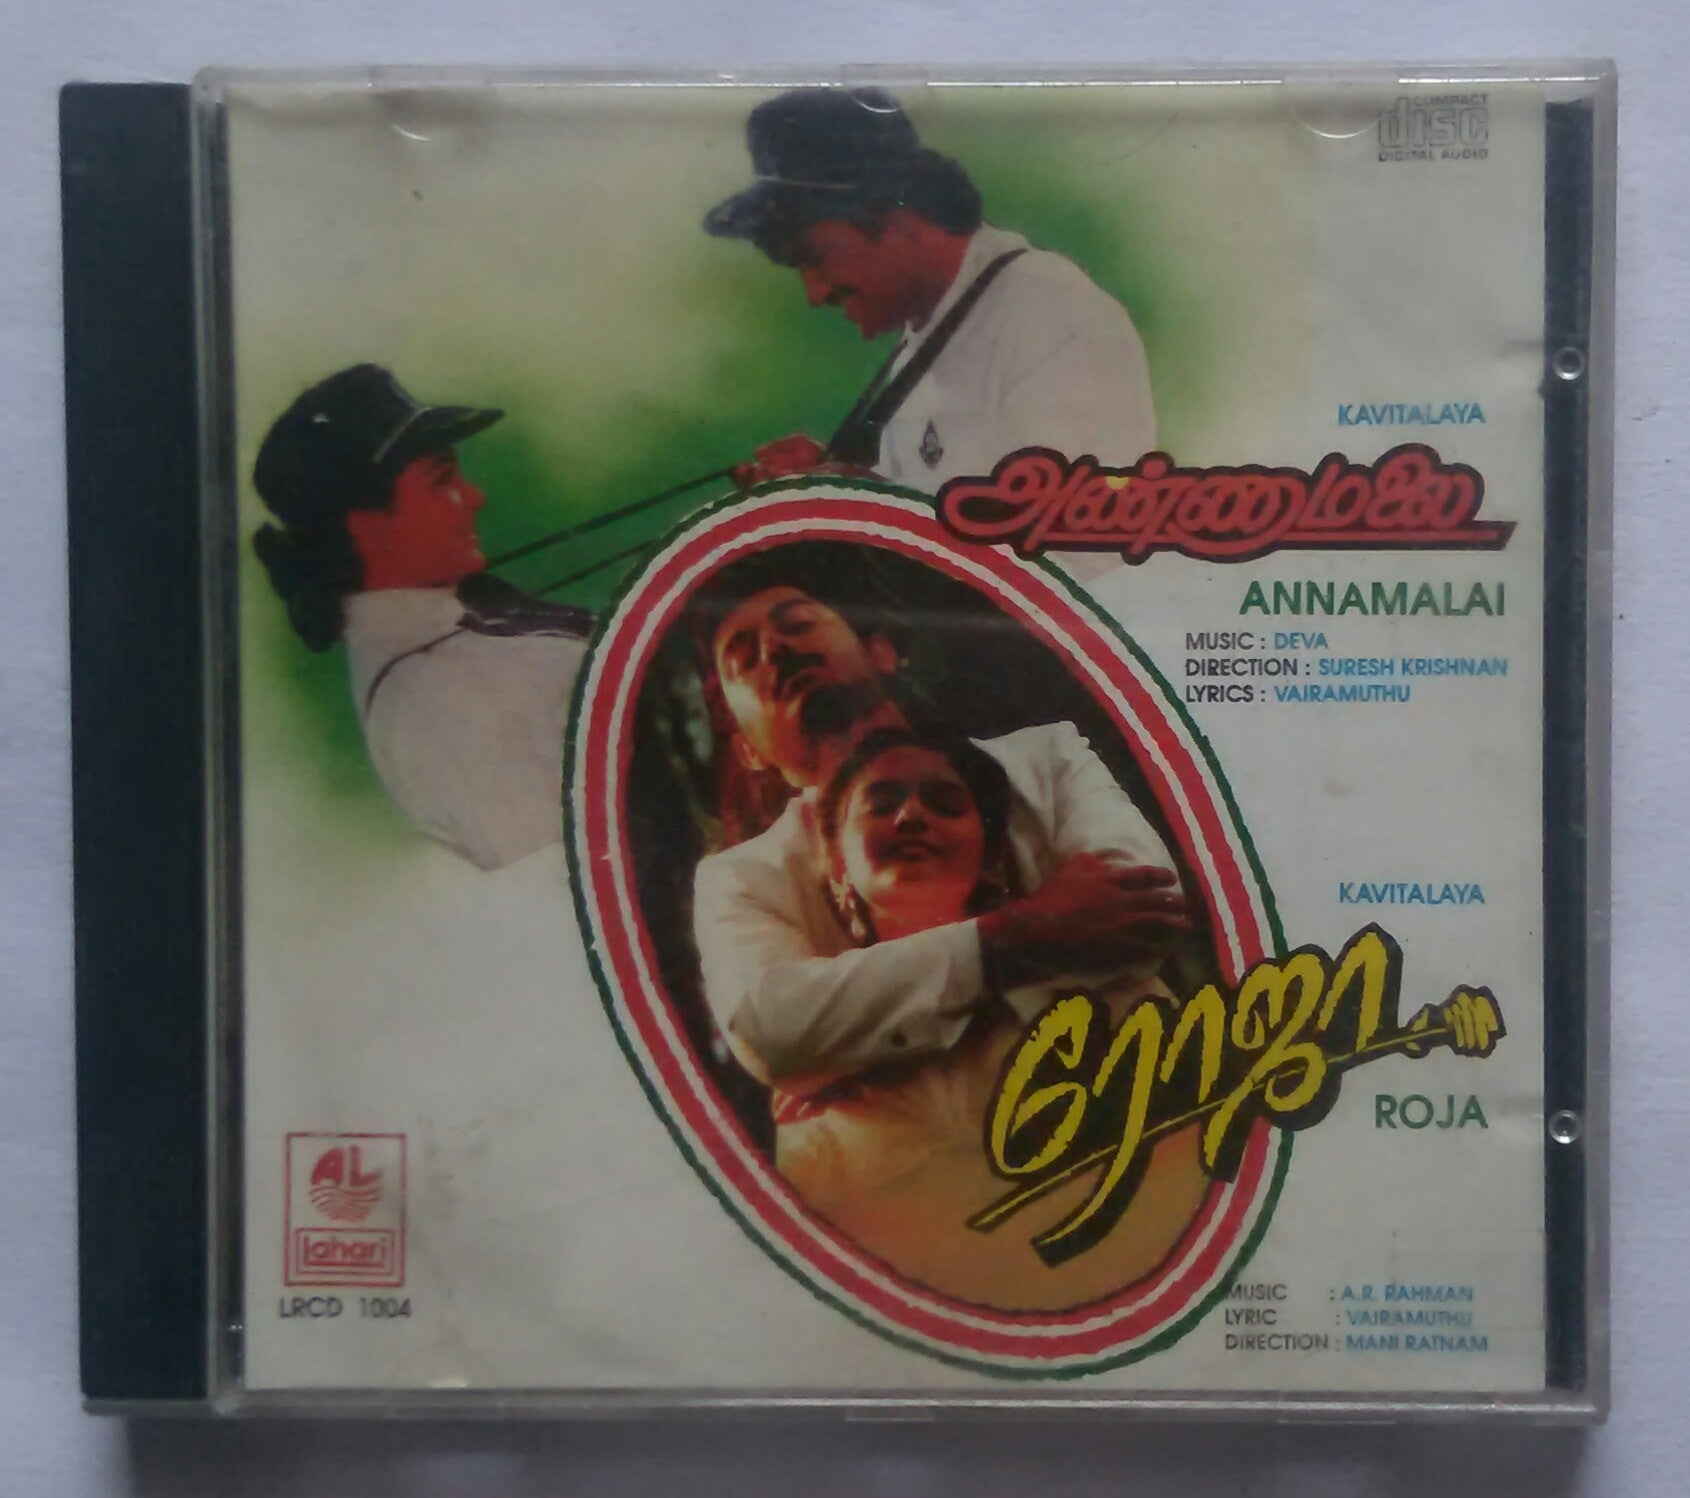 COMPACT
disc
DIGITAL AUDIO
KAVITALAYA
அண்ணாமலை
ANNAMALAI
MUSIC : DEVA
DIRECTION : SURESH KRISHNAN
LYRICS : VAIRAMUTHU
KAVITALAYA
ரோஜா
ROJA
AL
Lahari
LRCD 1004
MUSIC : A.R. RAHMAN
LYRIC : VAIRAMUTHU
DIRECTION : MANI RATNAM